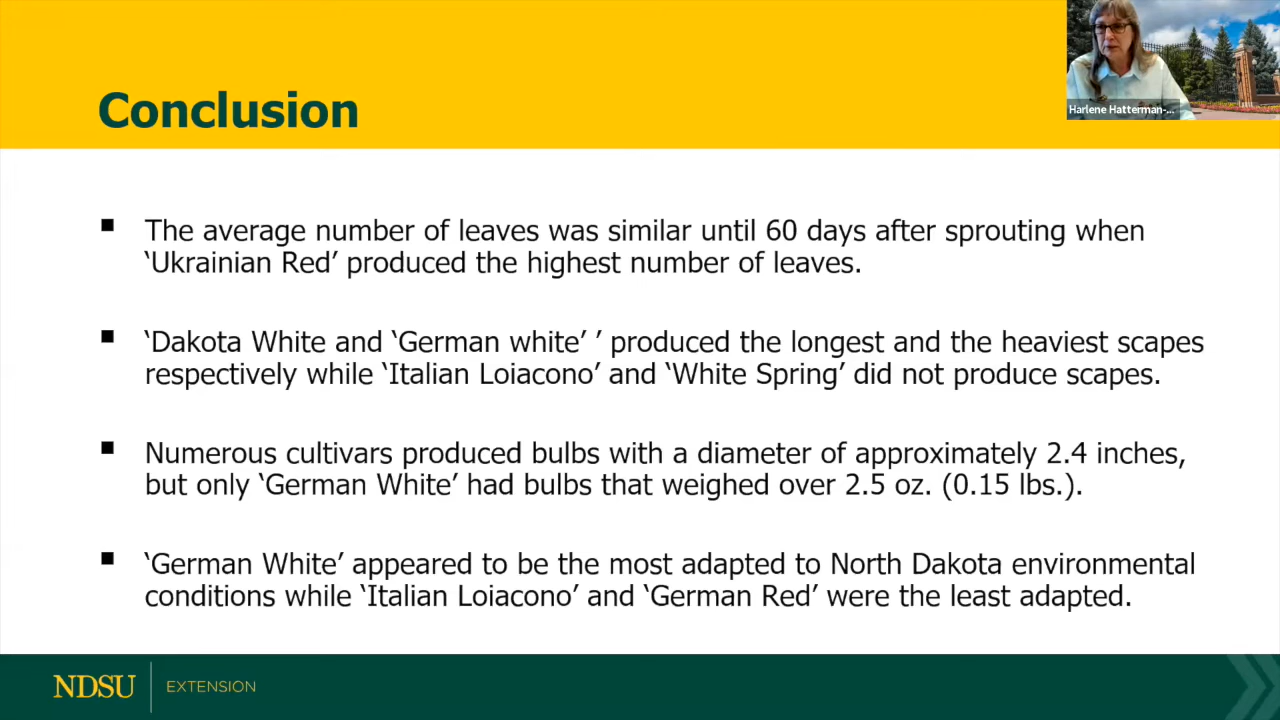 Harlene Hatterman-...
Conclusion
▪ The average number of leaves was similar until 60 days after sprouting when
‘Ukrainian Red’ produced the highest number of leaves.
▪ ‘Dakota White and ‘German white’ ’ produced the longest and the heaviest scapes
respectively while ‘Italian Loiacono’ and ‘White Spring’ did not produce scapes.
▪ Numerous cultivars produced bulbs with a diameter of approximately 2.4 inches,
but only ‘German White’ had bulbs that weighed over 2.5 oz. (0.15 lbs.).
▪ ‘German White’ appeared to be the most adapted to North Dakota environmental
conditions while ‘Italian Loiacono’ and ‘German Red’ were the least adapted.
NDSU EXTENSION